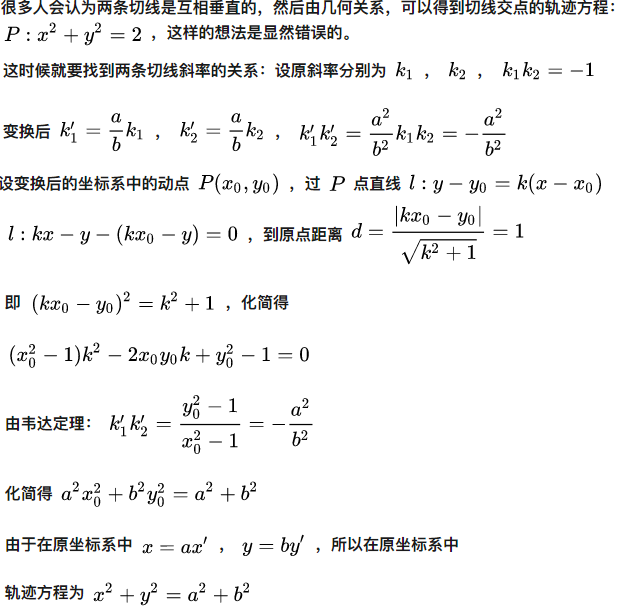 很多人会认为两条切线是互相垂直的，然后由几何关系，可以得到切线交点的轨迹方程：
$P : x^2 + y^2 = 2$ ，这样的想法是显然错误的。
这时候就要找到两条切线斜率的关系：设原斜率分别为 $k_1$ ， $k_2$ ， $k_1k_2 = -1$
变换后 $k_1' = \frac{a}{b}k_1$ ， $k_2' = \frac{a}{b}k_2$ ， $k_1'k_2' = \frac{a^2}{b^2}k_1k_2 = -\frac{a^2}{b^2}$
设变换后的坐标系中的动点 $P(x_0, y_0)$ ，过 $P$ 点直线 $l : y - y_0 = k(x - x_0)$
$l : kx - y - (kx_0 - y) = 0$ ，到原点距离 $d = \frac{|kx_0 - y_0|}{\sqrt{k^2 + 1}} = 1$
即 $(kx_0 - y_0)^2 = k^2 + 1$ ，化简得
$(x_0^2 - 1)k^2 - 2x_0y_0k + y_0^2 - 1 = 0$
由韦达定理： $k_1'k_2' = \frac{y_0^2 - 1}{x_0^2 - 1} = -\frac{a^2}{b^2}$
化简得 $a^2x_0^2 + b^2y_0^2 = a^2 + b^2$
由于在原坐标系中 $x = ax'$ ， $y = by'$ ，所以在原坐标系中
轨迹方程为 $x^2 + y^2 = a^2 + b^2$